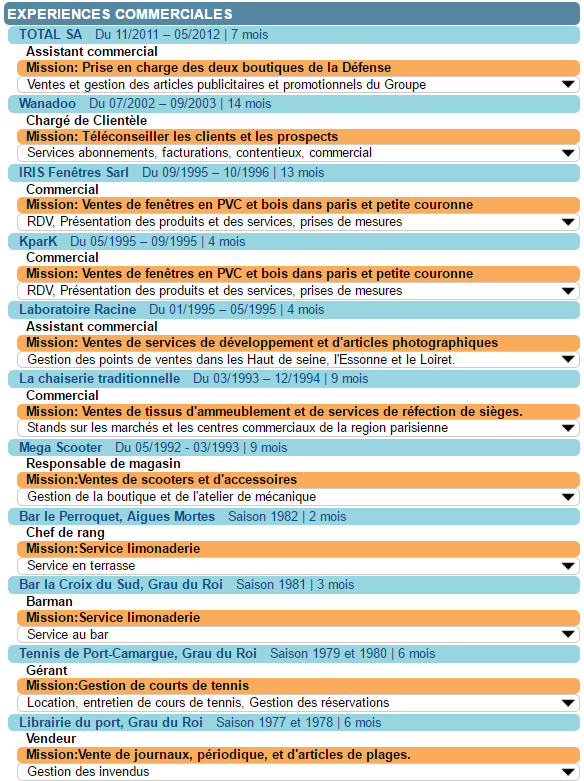 EXPERIENCES COMMERCIALES
TOTAL SA Du 11/2011 – 05/2012 | 7 mois
Assistant commercial
Mission: Prise en charge des deux boutiques de la Défense
Ventes et gestion des articles publicitaires et promotionnels du Groupe
Wanadoo Du 07/2002 – 09/2003 | 14 mois
Chargé de Clientèle
Mission: Téléconseiller les clients et les prospects
Services abonnements, facturations, contentieux, commercial
IRIS Fenêtres Sarl Du 09/1995 – 10/1996 | 13 mois
Commercial
Mission: Ventes de fenêtres en PVC et bois dans paris et petite couronne
RDV, Présentation des produits et des services, prises de mesures
KparK Du 05/1995 – 09/1995 | 4 mois
Commercial
Mission: Ventes de fenêtres en PVC et bois dans paris et petite couronne
RDV, Présentation des produits et des services, prises de mesures
Laboratoire Racine Du 01/1995 – 05/1995 | 4 mois
Assistant commercial
Mission: Ventes de services de développement et d'articles photographiques
Gestion des points de ventes dans les Haut de seine, l'Essonne et le Loiret.
La chaiserie traditionnelle Du 03/1993 – 12/1994 | 9 mois
Commercial
Mission: Ventes de tissus d'ammeublement et de services de réfection de sièges.
Stands sur les marchés et les centres commerciaux de la region parisienne
Mega Scooter Du 05/1992 - 03/1993 | 9 mois
Responsable de magasin
Mission:Ventes de scooters et d'accessoires
Gestion de la boutique et de l'atelier de mécanique
Bar le Perroquet, Aigues Mortes Saison 1982 | 2 mois
Chef de rang
Mission:Service limonaderie
Service en terrasse
Bar la Croix du Sud, Grau du Roi Saison 1981 | 3 mois
Barman
Mission:Service limonaderie
Service au bar
Tennis de Port-Camargue, Grau du Roi Saison 1979 et 1980 | 6 mois
Gérant
Mission:Gestion de courts de tennis
Location, entretien de cours de tennis, Gestion des réservations
Librairie du port, Grau du Roi Saison 1977 et 1978 | 6 mois
Vendeur
Mission:Vente de journaux, périodique, et d'articles de plages.
Gestion des invendus